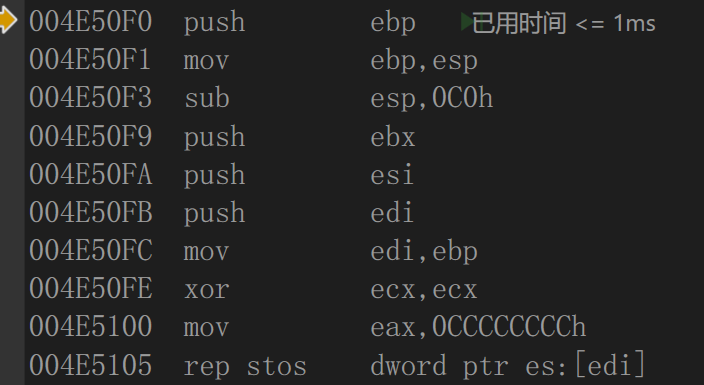 004E50F0 push ebp 已用时间 <= 1ms
004E50F1 mov ebp,esp
004E50F3 sub esp,0C0h
004E50F9 push ebx
004E50FA push esi
004E50FB push edi
004E50FC mov edi,ebp
004E50FE xor ecx,ecx
004E5100 mov eax,0CCCCCCCCh
004E5105 rep stos dword ptr es:[edi]